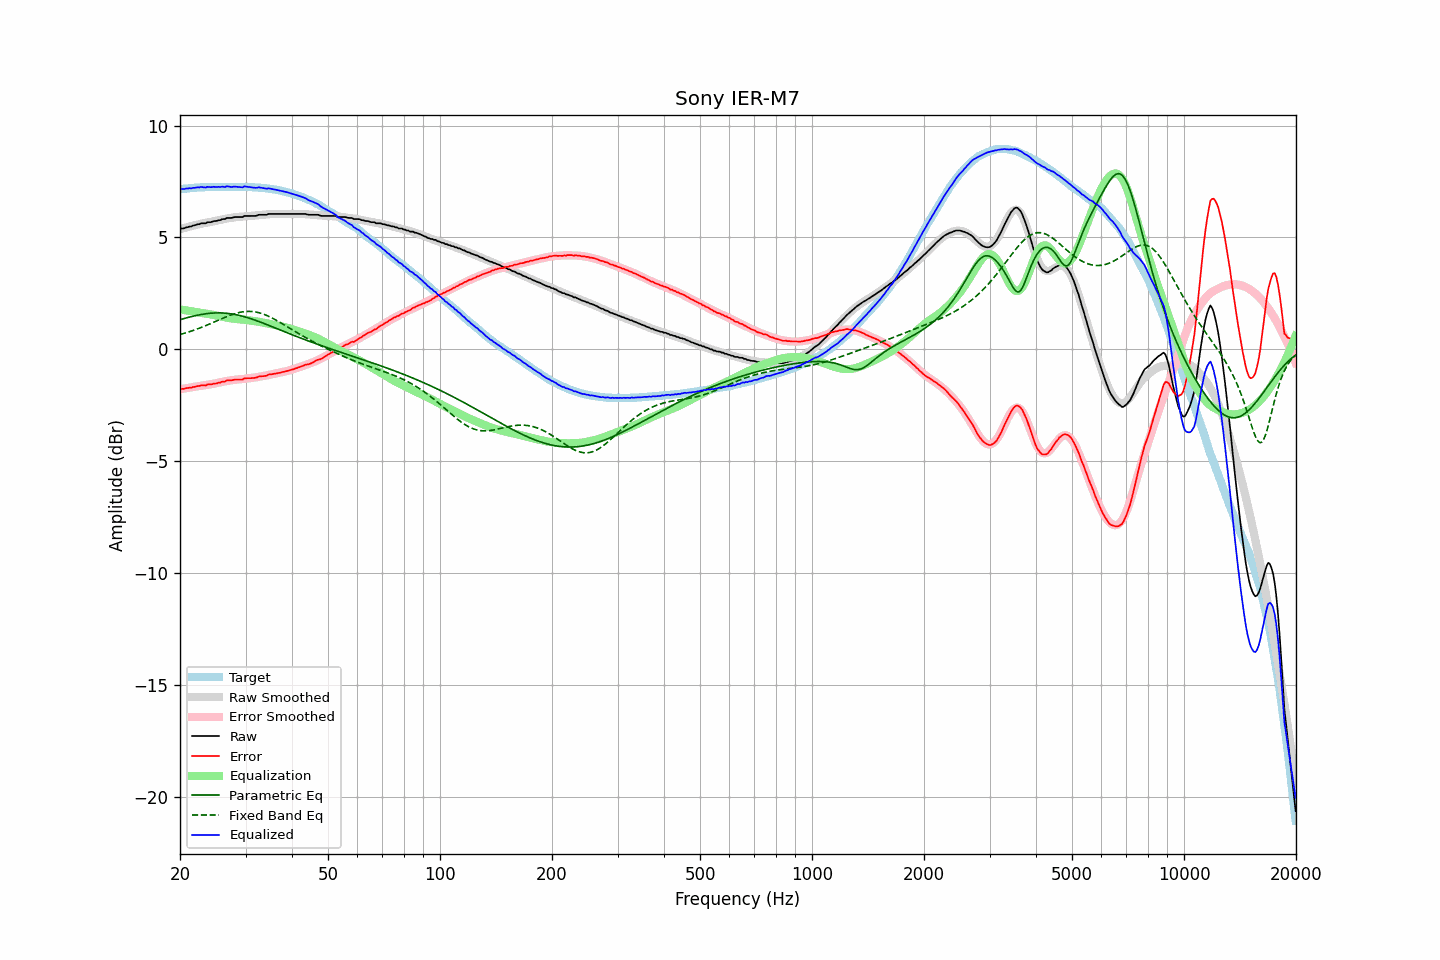 Sony IER-M7
10
5
0
−5
−10
−15
−20
Amplitude (dBr)
Target
Raw Smoothed
Error Smoothed
Raw
Error
Equalization
Parametric Eq
Fixed Band Eq
Equalized
20 50 100 200 500 1000 2000 5000 10000 20000
Frequency (Hz)